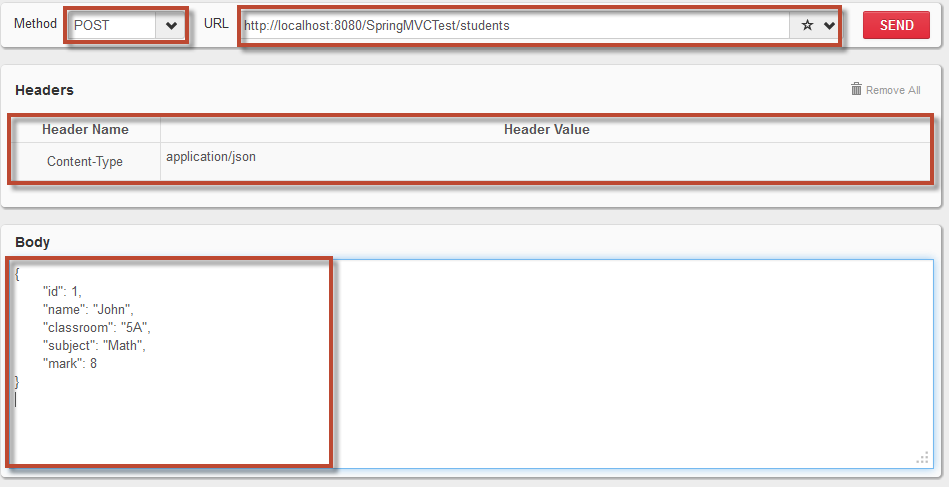 Method POST URL http://localhost:8080/SpringMVCTest/students SEND
Headers Remove All
Header Name Header Value
Content-Type application/json
Body
{
"id": 1,
"name": "John",
"classroom": "5A",
"subject": "Math",
"mark": 8
}